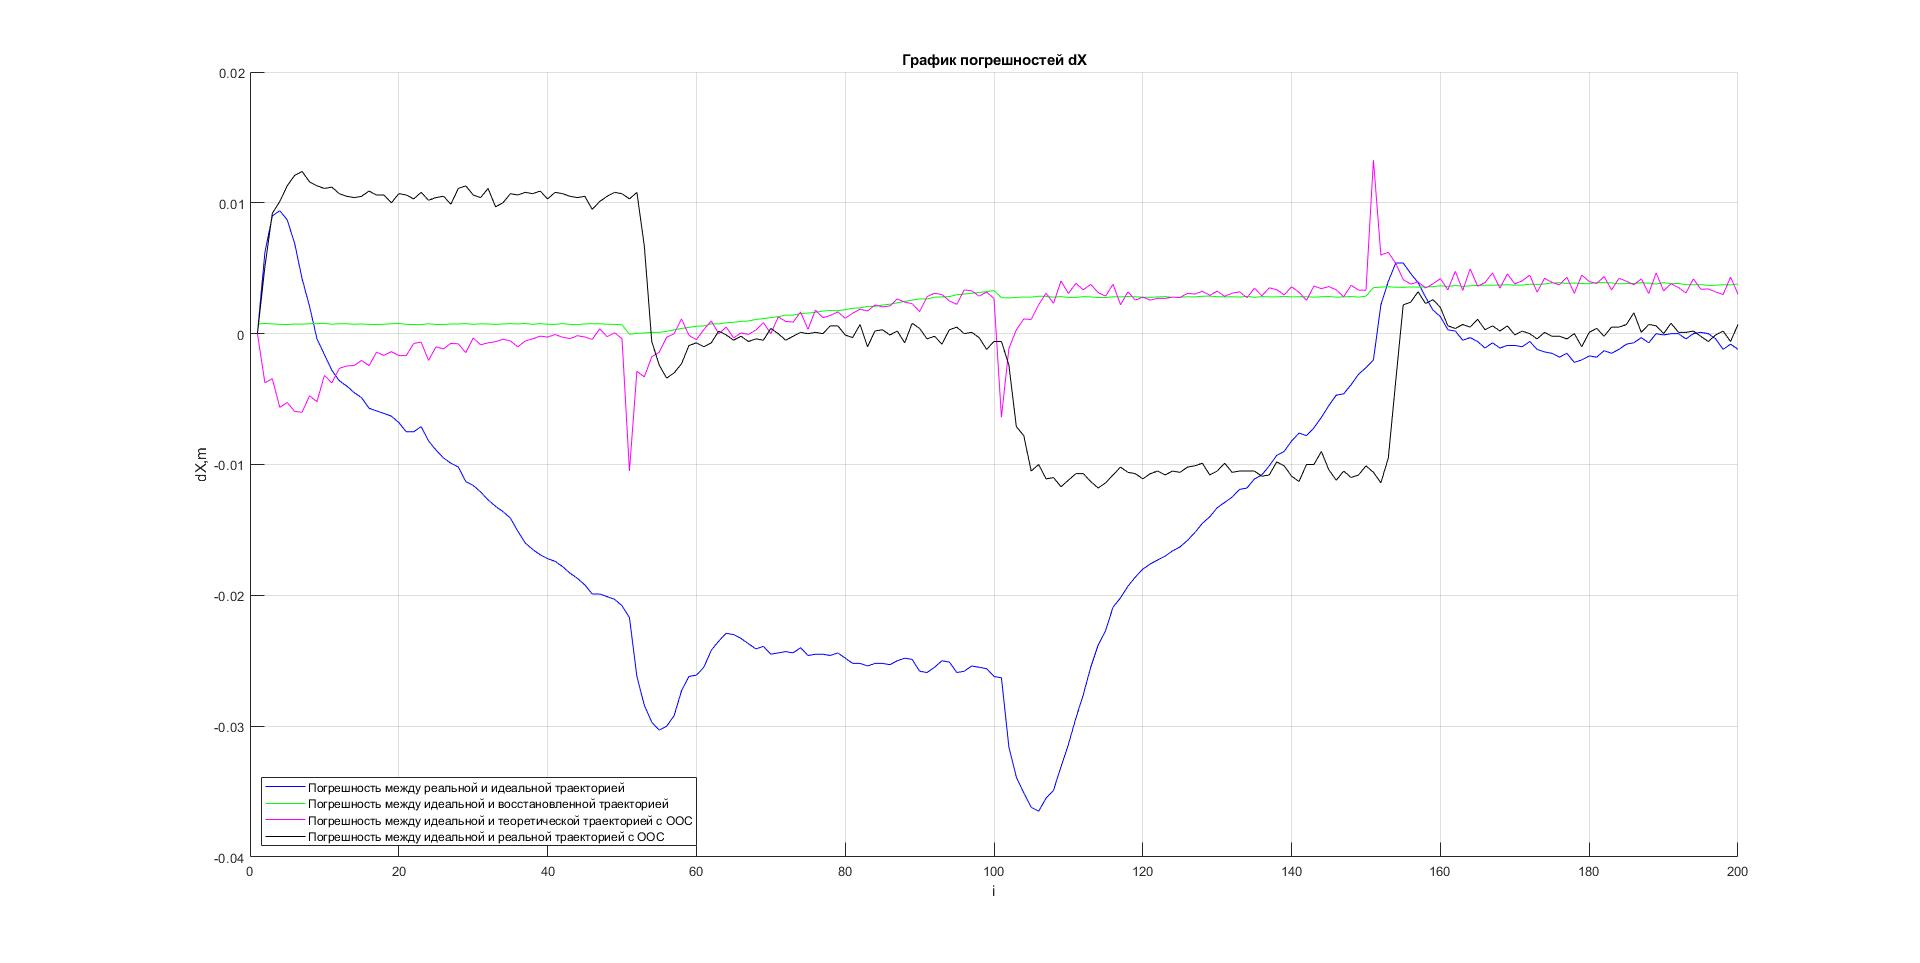 График погрешностей dX
0.02
0.01
0
-0.01
-0.02
-0.03
-0.04
dX,m
Погрешность между реальной и идеальной траекторией
Погрешность между идеальной и восстановленной траекторией
Погрешность между идеальной и теоретической траекторией с ООС
Погрешность между идеальной и реальной траекторией с ООС
0 20 40 60 80 100 120 140 160 180 200
i